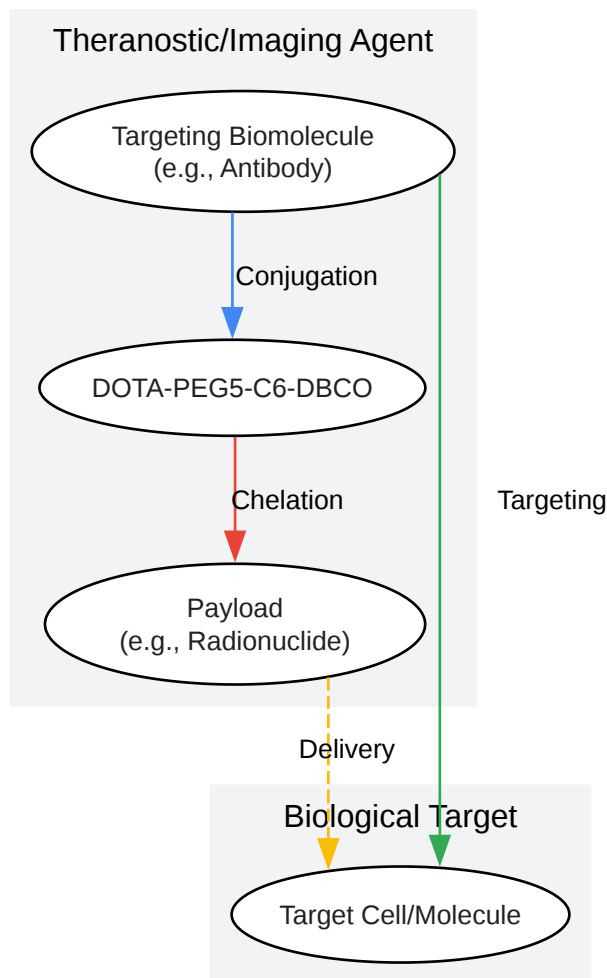 Theranostic/Imaging Agent
Targeting Biomolecule
(e.g., Antibody)
Conjugation
DOTA-PEG5-C6-DBCO
Chelation
Targeting
Payload
(e.g., Radionuclide)
Delivery
Biological Target
Target Cell/Molecule